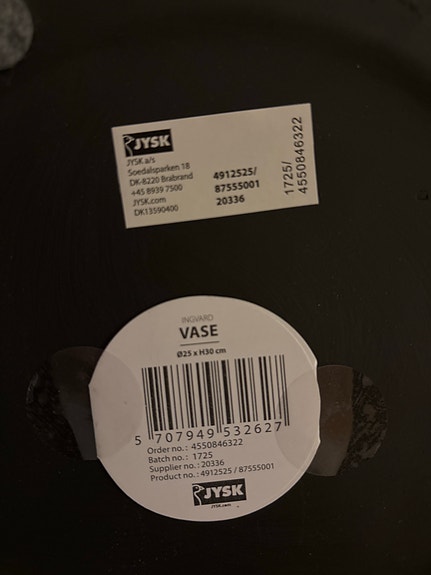 JYSK
JYSK a/s
Soedalsparken 18
DK-8220 Brabrand
+45 8939 7500
JYSK.com
DK13590400
4912525/
87555001
20336
1725/
4550846322
INGVARD
VASE
Ø25 x H30 cm
5 707949 532627
Order no.: 4550846322
Batch no.: 1725
Supplier no.: 20336
Product no.: 4912525 / 87555001
JYSK
JYSK.com